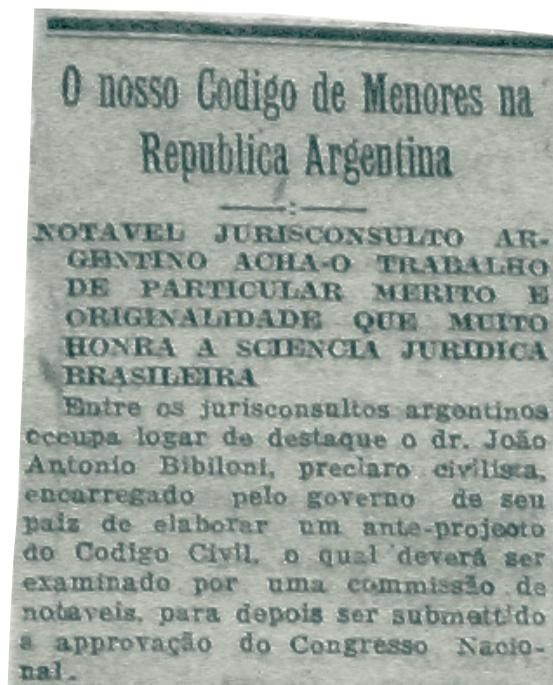 O nosso Codigo de Menores na
Republica Argentina
NOTAVEL JURISCONSULTO AR-
GENTINO ACHA-O TRABALHO
DE PARTICULAR MERITO E
ORIGINALIDADE QUE MUITO
HONRA A SCIENCIA JURIDICA
BRASILEIRA
Entre os jurisconsultos argentinos
occupa logar de destaque o dr. João
Antonio Bibiloni, preclaro civilista,
encarregado pelo governo de seu
paiz de elaborar um ante-projecto
do Codigo Civil, o qual deverá ser
examinado por uma commissão de
notaveis, para depois ser submettido
a approvação do Congresso Nacio-
nal.